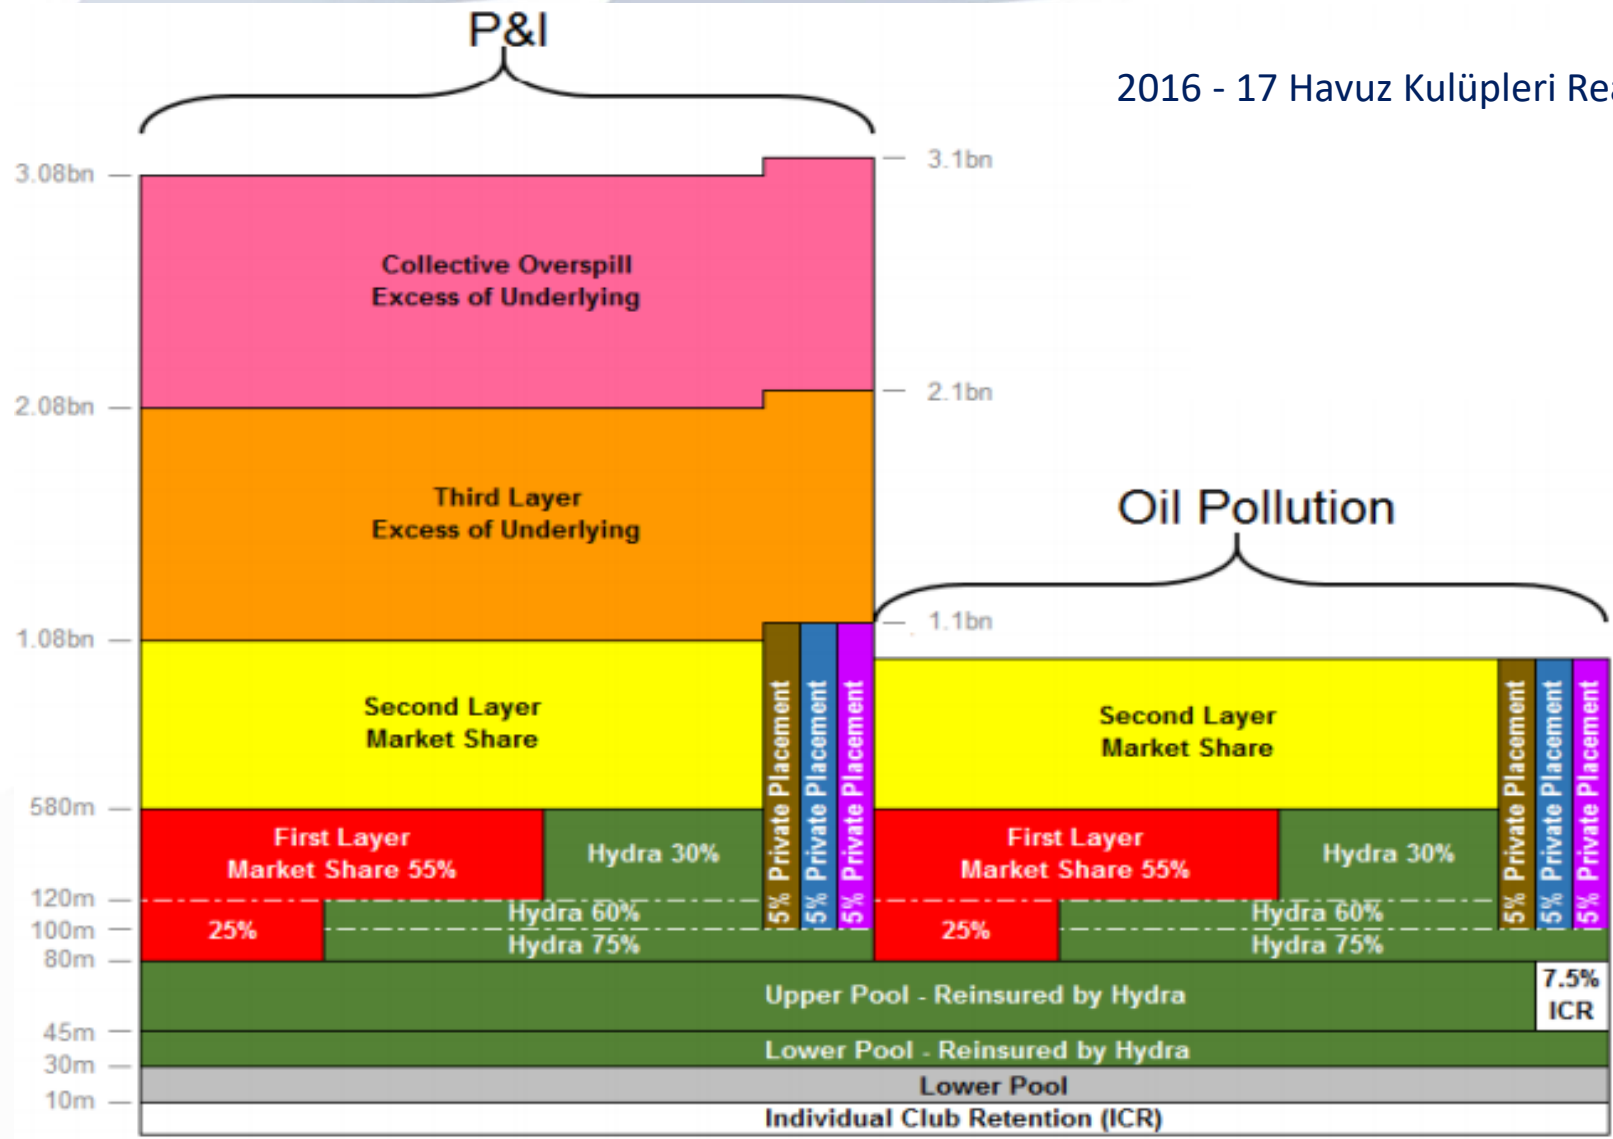 P&I
2016 - 17 Havuz Kulüpleri
3.08bn
3.1bn
Collective Overspill
Excess of Underlying
2.08bn
2.1bn
Third Layer
Excess of Underlying
Oil Pollution
1.08bn
1.1bn
Second Layer
Market Share
5% Private Placement
5% Private Placement
5% Private Placement
Second Layer
Market Share
5% Private Placement
5% Private Placement
5% Private Placement
580m
First Layer
Market Share 55%
Hydra 30%
First Layer
Market Share 55%
Hydra 30%
120m
Hydra 60%
Hydra 60%
100m
25%
25%
Hydra 75%
Hydra 75%
80m
Upper Pool - Reinsured by Hydra
7.5%
ICR
45m
Lower Pool - Reinsured by Hydra
30m
Lower Pool
10m
Individual Club Retention (ICR)